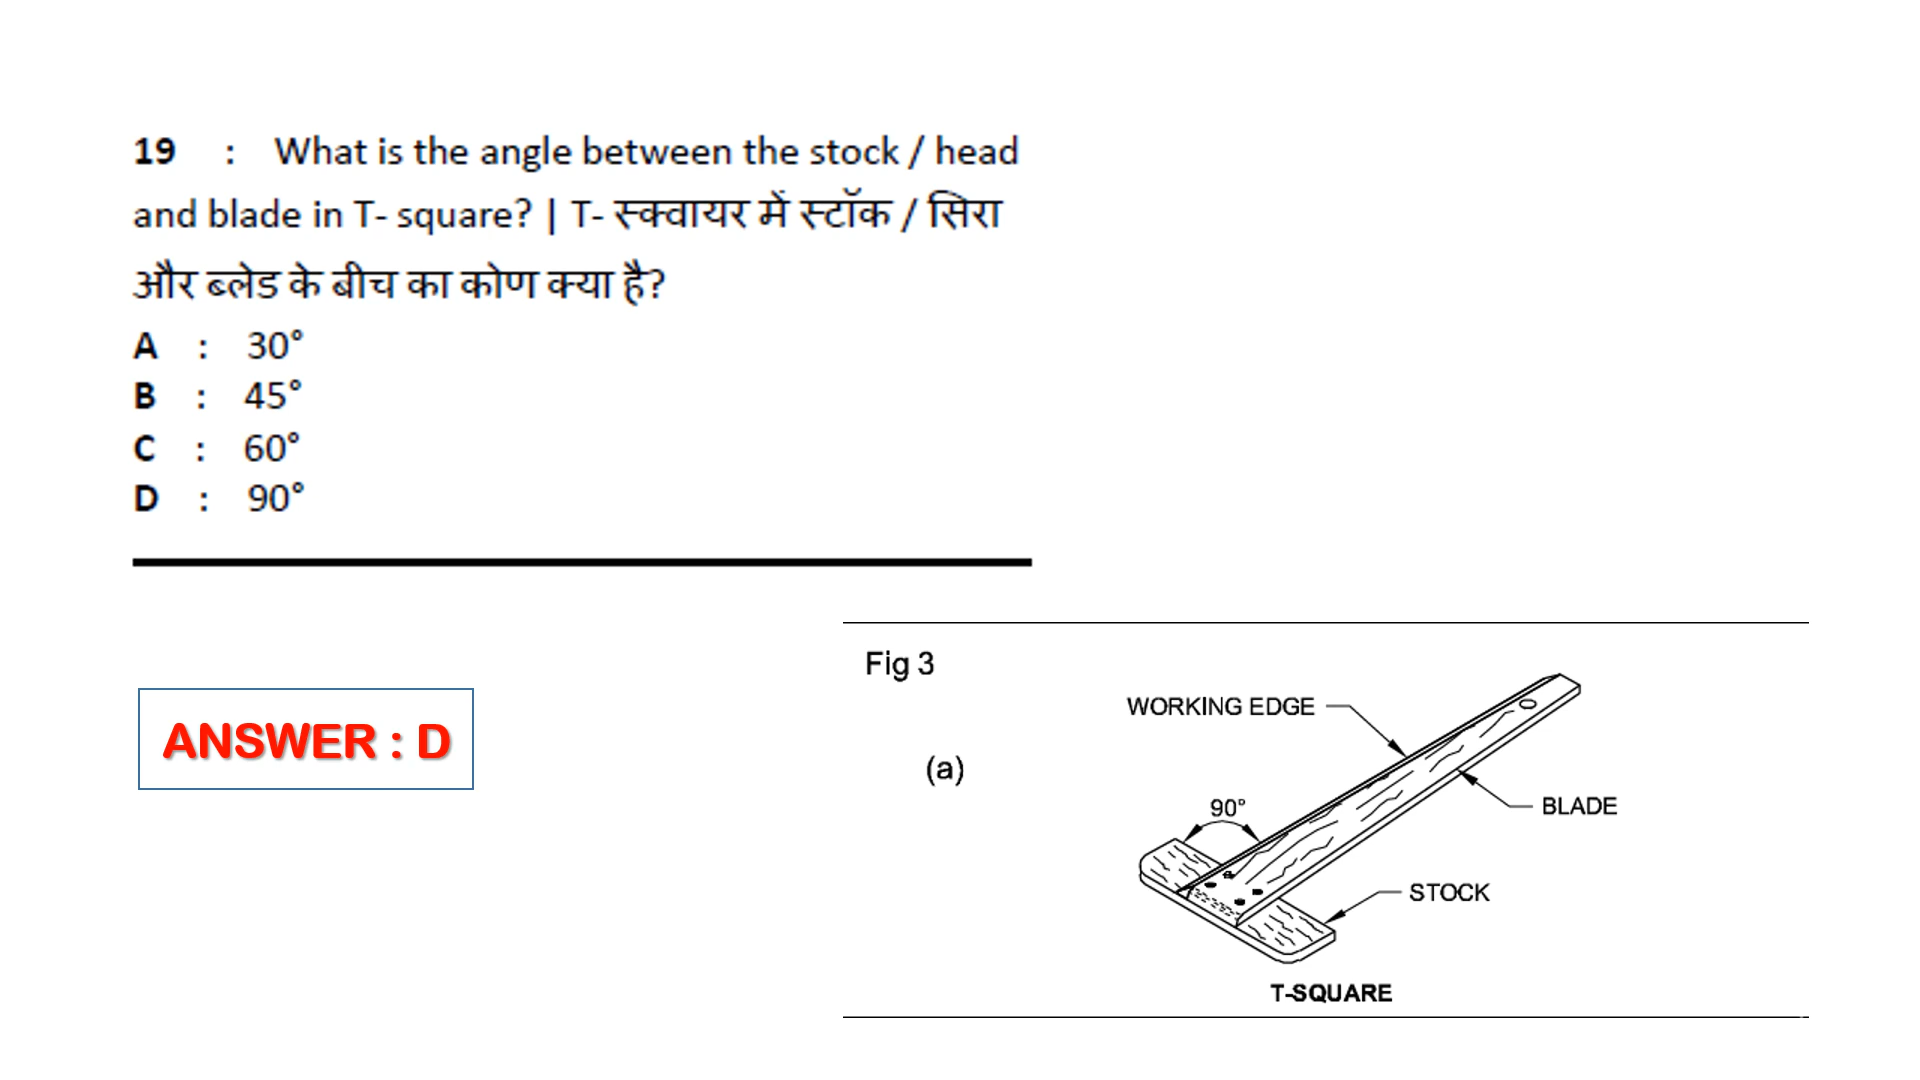 19 : What is the angle between the stock / head
and blade in T- square? | T- स्क्वायर में स्टॉक / सिरा
और ब्लेड के बीच का कोण क्या है?
A : 30°
B : 45°
C : 60°
D : 90°
ANSWER : D
Fig 3
(a)
WORKING EDGE
90°
BLADE
STOCK
T-SQUARE